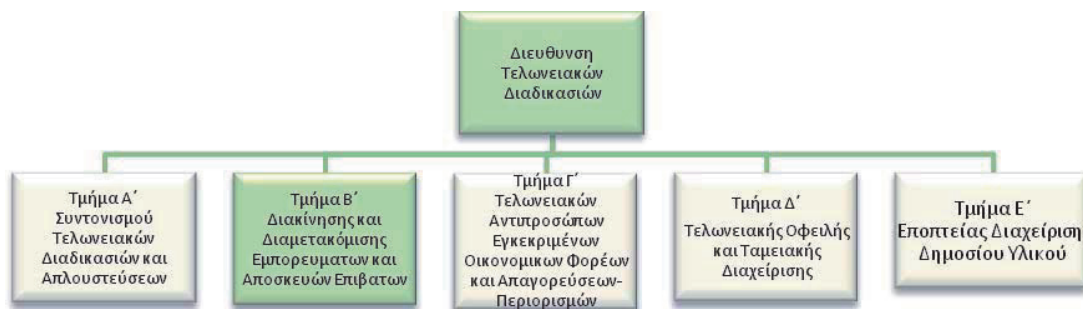 Διευθυνση
Τελωνειακών
Διαδικασιών
Τμήμα Α΄
Συντονισμού
Τελωνειακών
Διαδικασιών και
Απλουστεύσεων
Τμήμα Β΄
Διακίνησης και
Διαμετακόμισης
Εμπορευματων και
Αποσκευών Επιβατων
Τμήμα Γ΄
Τελωνειακών
Αντιπροσώπων
Εγκεκριμένων
Οικονομικων Φορέων
και Απαγορεύσεων-
Περιορισμών
Τμήμα Δ΄
Τελωνειακής Οφειλής
και Ταμειακής
Διαχείρισης
Τμήμα Ε΄
Εποπτείας Διαχείρισης
Δημοσίου Υλικού